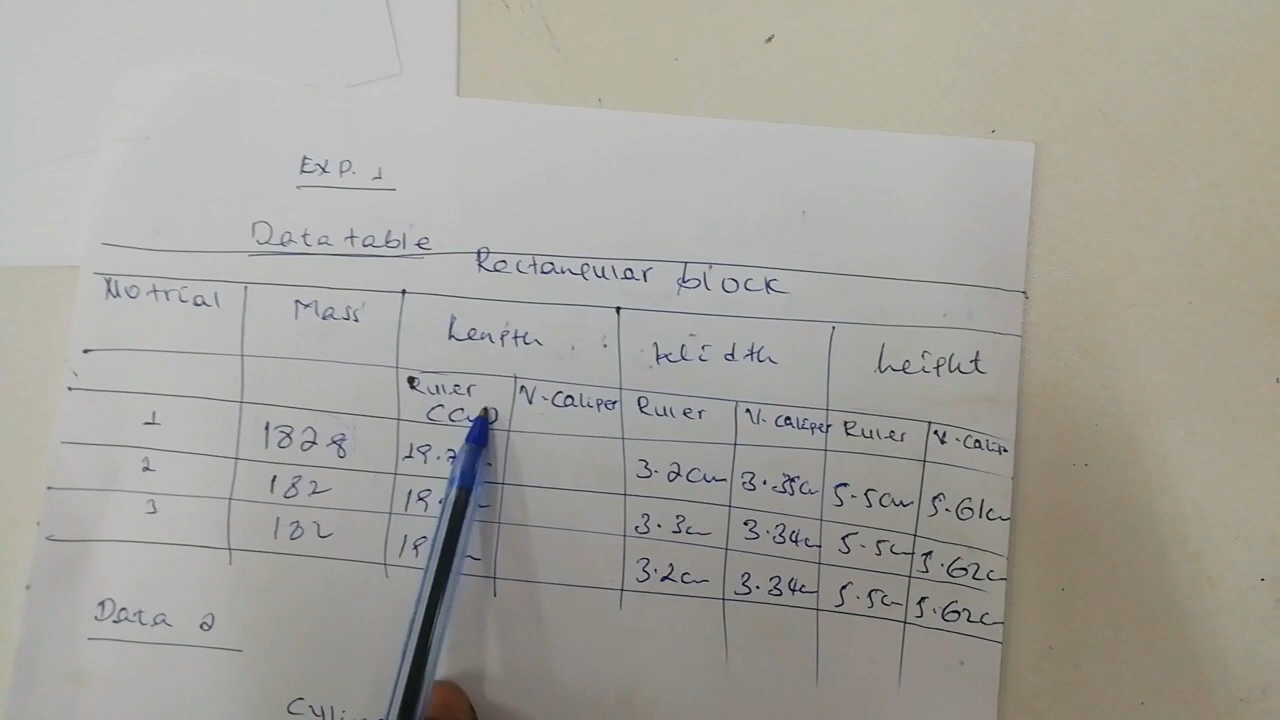 EXP. 1
Data table
Rectangular block
No trial Mass Length Width height
Ruler V-Caliper Ruler V.caliper Ruler V-calip
1 182g 3.2cm 3.35cm 5.5cm 5.61cm
2 182 3.3cm 3.34cm 5.5cm 5.62cm
3 182 3.2cm 3.34cm 5.5cm 5.62cm
Data 2